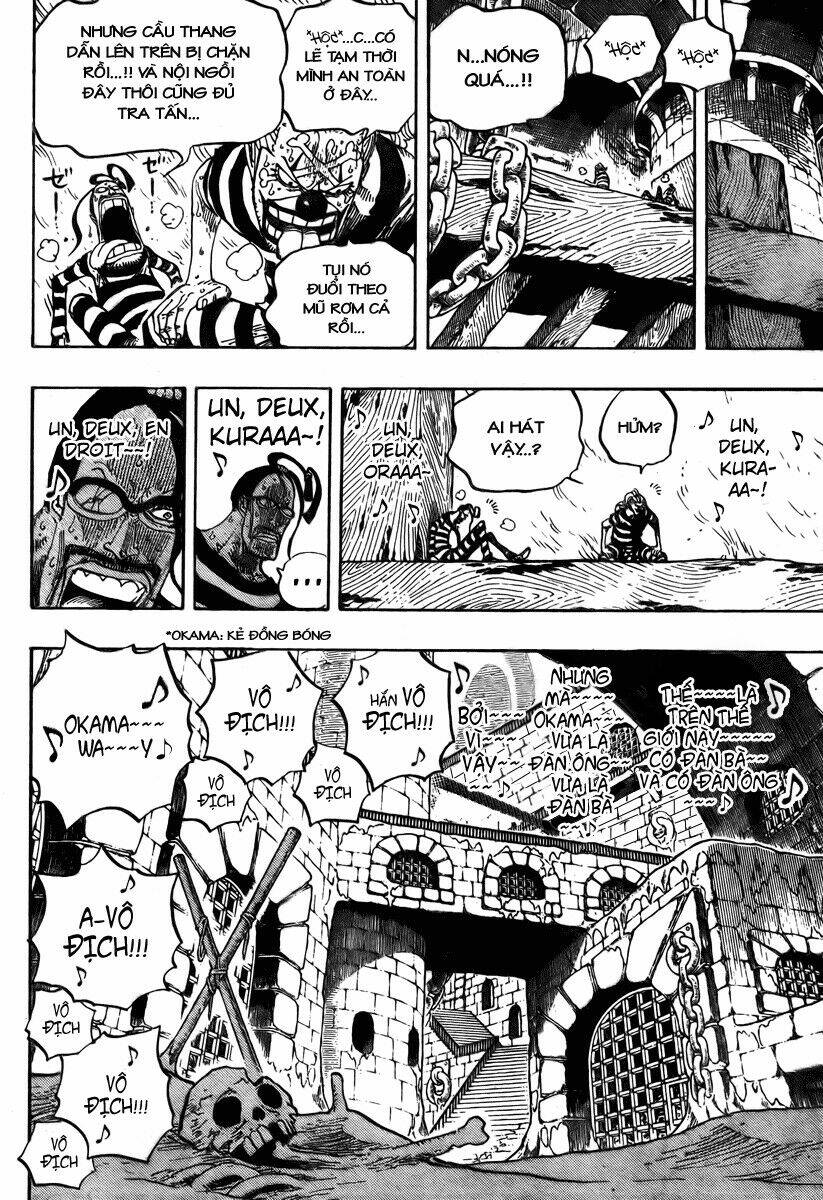 *HỘC*
*HỘC*
N...NÓNG
QUÁ...!!
*HỘC*...C...CÓ
LẼ TẠM THỜI
MÌNH AN TOÀN
Ở ĐÂY...
NHƯNG CẦU THANG
DẪN LÊN TRÊN BỊ CHẶN
RỒI...!! VÀ NỘI NGỒI
ĐÂY THÔI CŨNG ĐỦ
TRA TẤN...
ゼー
ゼー
TỤI NÓ
ĐUỔI THEO
MŨ RƠM CẢ
RỒI...
UN,
DEUX,
KURA-
AA~!
HỬM?
AI HÁT
VẬY..?
UN,
DEUX,
ORAAA~
UN, DEUX,
KURAAA~!
...
UN, DEUX, EN
DROIT~~!
*OKAMA: KẺ ĐỒNG BÓNG
THẾ~~~~LÀ
TRÊN THẾ
GIỚI NÀY~~~~~
CÓ ĐÀN BÀ~~
VÀ CÓ ĐÀN ÔNG
~~~♪
NHƯNG
MÀ~~~~
OKAMA~~
VỪA LÀ
ĐÀN ÔNG~
VỪA LÀ
ĐÀN BÀ
~~♪
BỞI~~
VÌ~~
VẬY~~
♪
HẮN VÔ
ĐỊCH!!!
VÔ
ĐỊCH
VÔ
ĐỊCH!!!
VÔ
ĐỊCH
OKAMA~~~
WA~~~Y♪
A-VÔ
ĐỊCH!!!
VÔ
ĐỊCH
VÔ
ĐỊCH!!!
VÔ
ĐỊCH